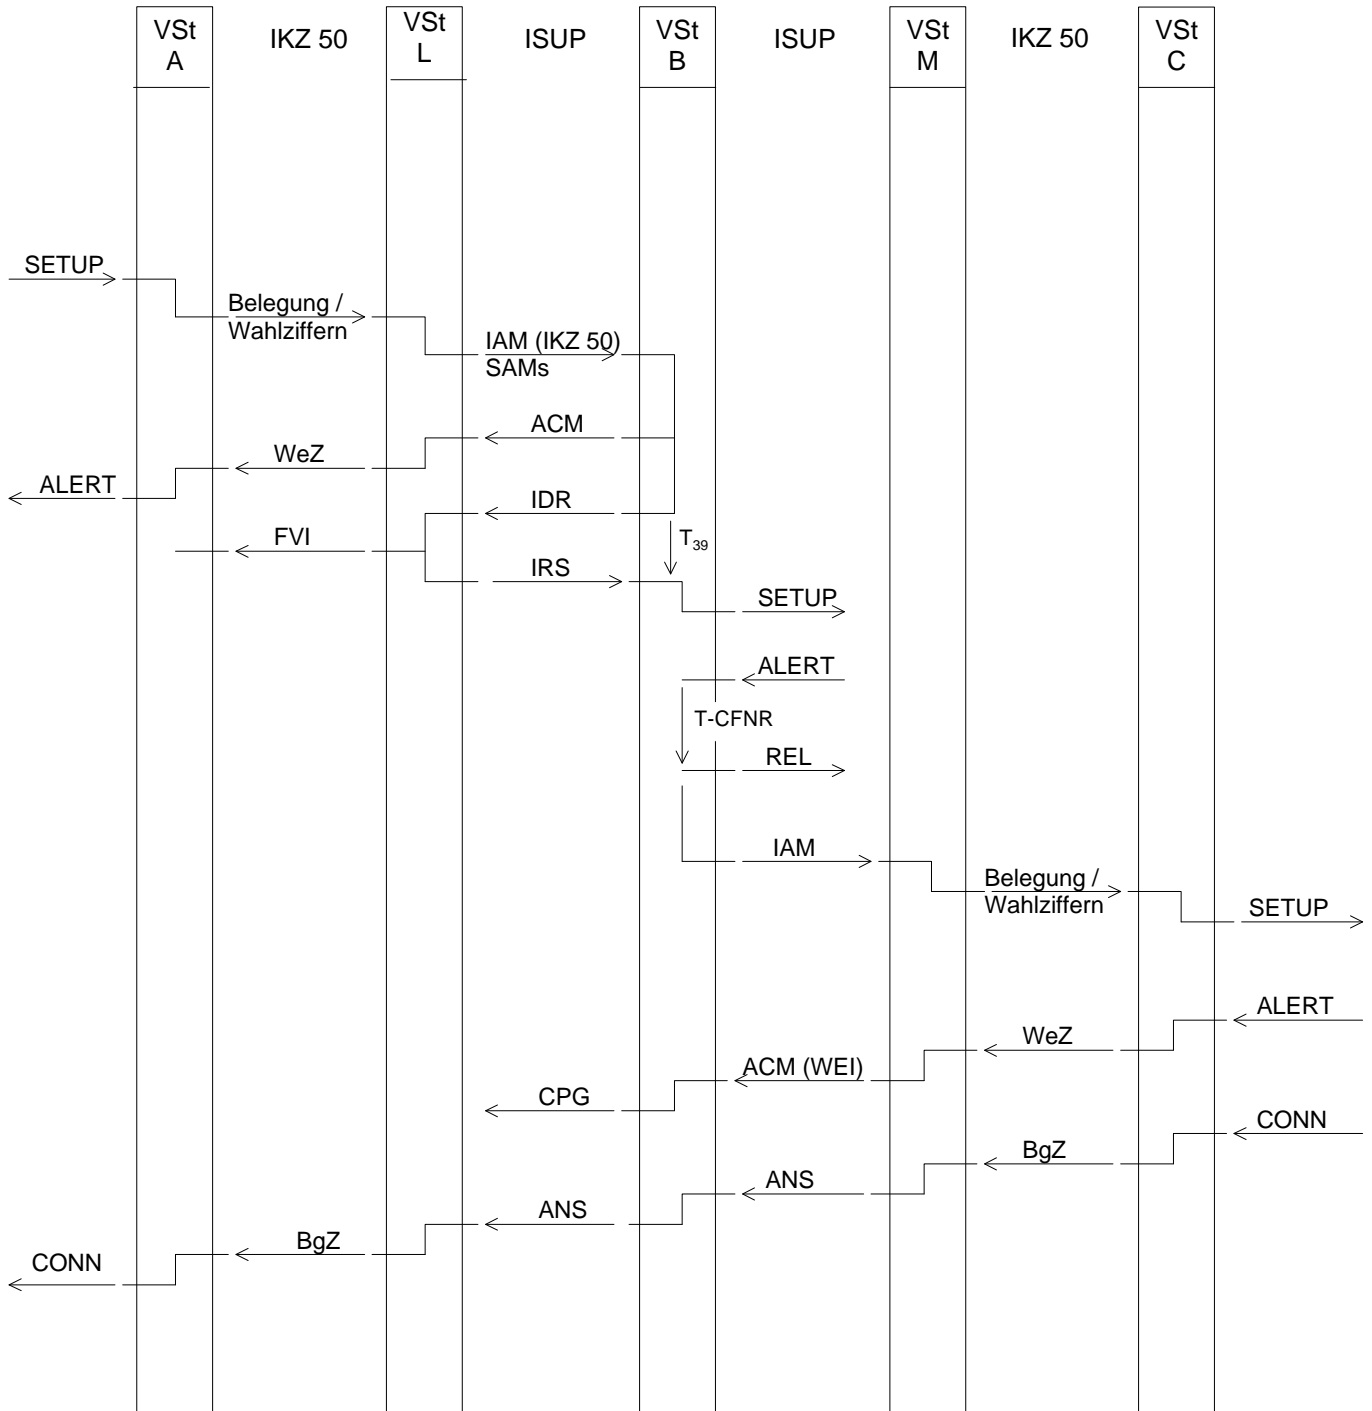 VSt
A
IKZ 50
VSt
L
ISUP
VSt
B
ISUP
VSt
M
IKZ 50
VSt
C
SETUP
Belegung /
Wahlziffern
IAM (IKZ 50)
SAMs
ACM
WeZ
ALERT
IDR
T39
FVI
IRS
SETUP
ALERT
T-CFNR
REL
IAM
Belegung /
Wahlziffern
SETUP
ALERT
WeZ
ACM (WEI)
CPG
CONN
BgZ
ANS
ANS
BgZ
CONN